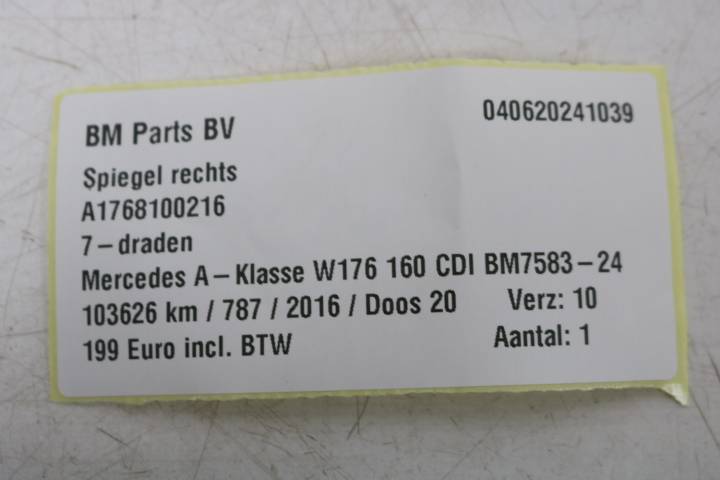 BM Parts BV 040620241039
Spiegel rechts
A1768100216
7-draden
Mercedes A-Klasse W176 160 CDI BM7583-24
103626 km / 787 / 2016 / Doos 20 Verz: 10
199 Euro incl. BTW Aantal: 1